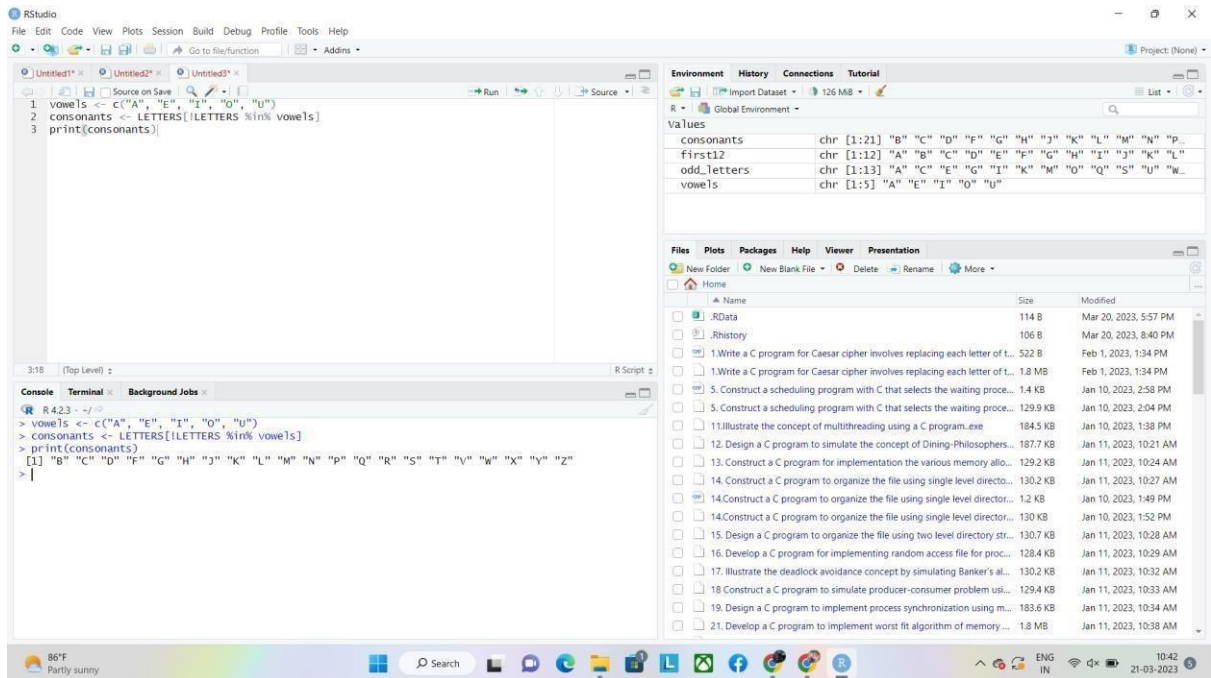 RStudio
File Edit Code View Plots Session Build Debug Profile Tools Help
Go to file/function Addins Project: (None)
Untitled1* Untitled2* Untitled3*
Source on Save Run Source
1 vowels <- c("A", "E", "I", "O", "U")
2 consonants <- LETTERS[!LETTERS %in% vowels]
3 print(consonants)
3:18 (Top Level) R Script
Console Terminal Background Jobs
R 4.2.3 · ~/
> vowels <- c("A", "E", "I", "O", "U")
> consonants <- LETTERS[!LETTERS %in% vowels]
> print(consonants)
[1] "B" "C" "D" "F" "G" "H" "J" "K" "L" "M" "N" "P" "Q" "R" "S" "T" "V" "W" "X" "Y" "Z"
>
Environment History Connections Tutorial
Import Dataset 126 MiB List
R Global Environment
Values
consonants chr [1:21] "B" "C" "D" "F" "G" "H" "J" "K" "L" "M" "N" "P…
first12 chr [1:12] "A" "B" "C" "D" "E" "F" "G" "H" "I" "J" "K" "L"
odd_letters chr [1:13] "A" "C" "E" "G" "I" "K" "M" "O" "Q" "S" "U" "W…
vowels chr [1:5] "A" "E" "I" "O" "U"
Files Plots Packages Help Viewer Presentation
New Folder New Blank File Delete Rename More
Home
Name Size Modified
.RData 114 B Mar 20, 2023, 5:57 PM
.Rhistory 106 B Mar 20, 2023, 8:40 PM
1.Write a C program for Caesar cipher involves replacing each letter of t... 522 B Feb 1, 2023, 1:34 PM
1.Write a C program for Caesar cipher involves replacing each letter of t... 1.8 MB Feb 1, 2023, 1:34 PM
5. Construct a scheduling program with C that selects the waiting proce... 1.4 KB Jan 10, 2023, 2:58 PM
5. Construct a scheduling program with C that selects the waiting proce... 129.9 KB Jan 10, 2023, 2:04 PM
11.Illustrate the concept of multithreading using a C program..exe 184.5 KB Jan 10, 2023, 1:38 PM
12. Design a C program to simulate the concept of Dining-Philosophers... 187.7 KB Jan 11, 2023, 10:21 AM
13. Construct a C program for implementation the various memory allo... 129.2 KB Jan 11, 2023, 10:24 AM
14. Construct a C program to organize the file using single level directo... 130.2 KB Jan 11, 2023, 10:27 AM
14.Construct a C program to organize the file using single level director... 1.2 KB Jan 10, 2023, 1:49 PM
14.Construct a C program to organize the file using single level director... 130 KB Jan 10, 2023, 1:52 PM
15. Design a C program to organize the file using two level directory str... 130.7 KB Jan 11, 2023, 10:28 AM
16. Develop a C program for implementing random access file for proc... 128.4 KB Jan 11, 2023, 10:29 AM
17. Illustrate the deadlock avoidance concept by simulating Banker's al... 130.2 KB Jan 11, 2023, 10:32 AM
18 Construct a C program to simulate producer-consumer problem usi... 129.4 KB Jan 11, 2023, 10:33 AM
19. Design a C program to implement process synchronization using m... 183.6 KB Jan 11, 2023, 10:34 AM
21. Develop a C program to implement worst fit algorithm of memory ... 1.8 MB Jan 11, 2023, 10:38 AM
86°F
Partly sunny
Search
ENG
IN
10:42
21-03-2023
5